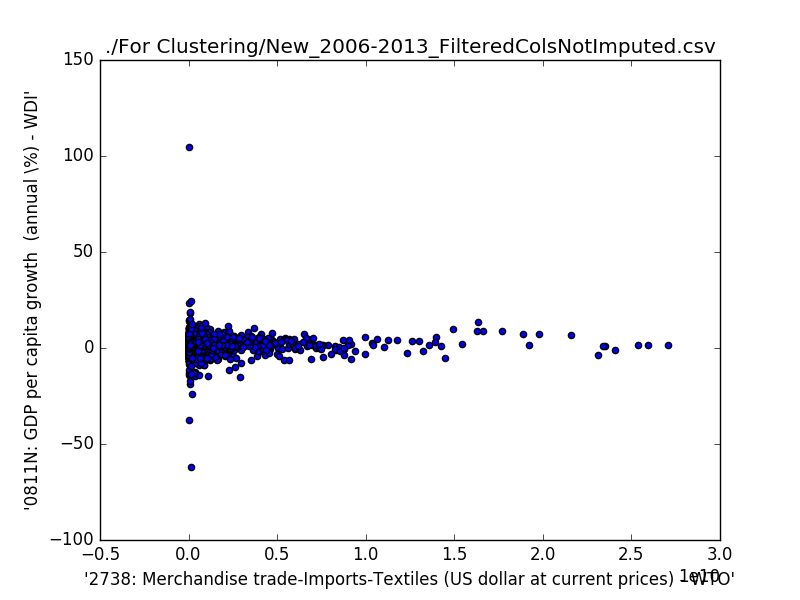 ./For Clustering/New_2006-2013_FilteredColsNotImputed.csv
150
100
50
0
−50
−100
'0811N: GDP per capita growth  (annual \%) - WDI'
−0.5 0.0 0.5 1.0 1.5 2.0 2.5 3.0
1e10
'2738: Merchandise trade-Imports-Textiles (US dollar at current prices) - WTO'